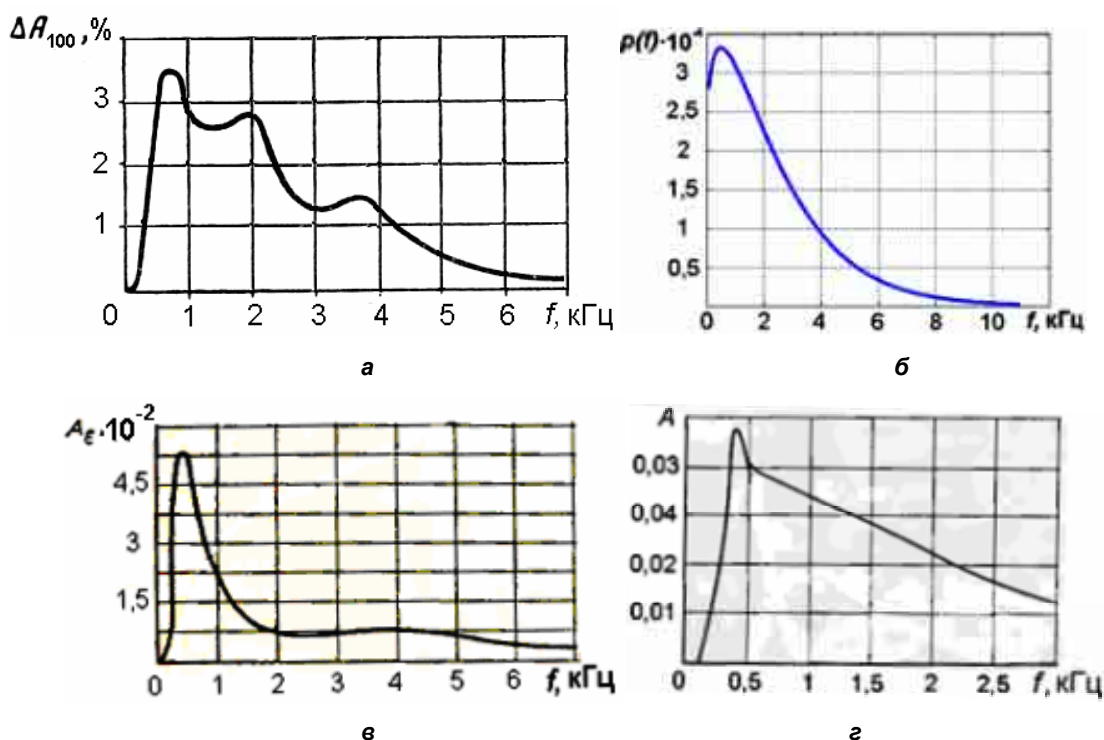 ΔA₁₀₀, %
3
2
1
0 1 2 3 4 5 6 f, кГц
а
p(f)·10⁻⁴
3
2,5
2
1,5
1
0,5
0 2 4 6 8 10 f, кГц
б
Aε·10⁻²
4,5
3
1,5
0 1 2 3 4 5 6 f, кГц
в
A
0,03
0,04
0,02
0,01
0 0,5 1 1,5 2 2,5 f, кГц
г